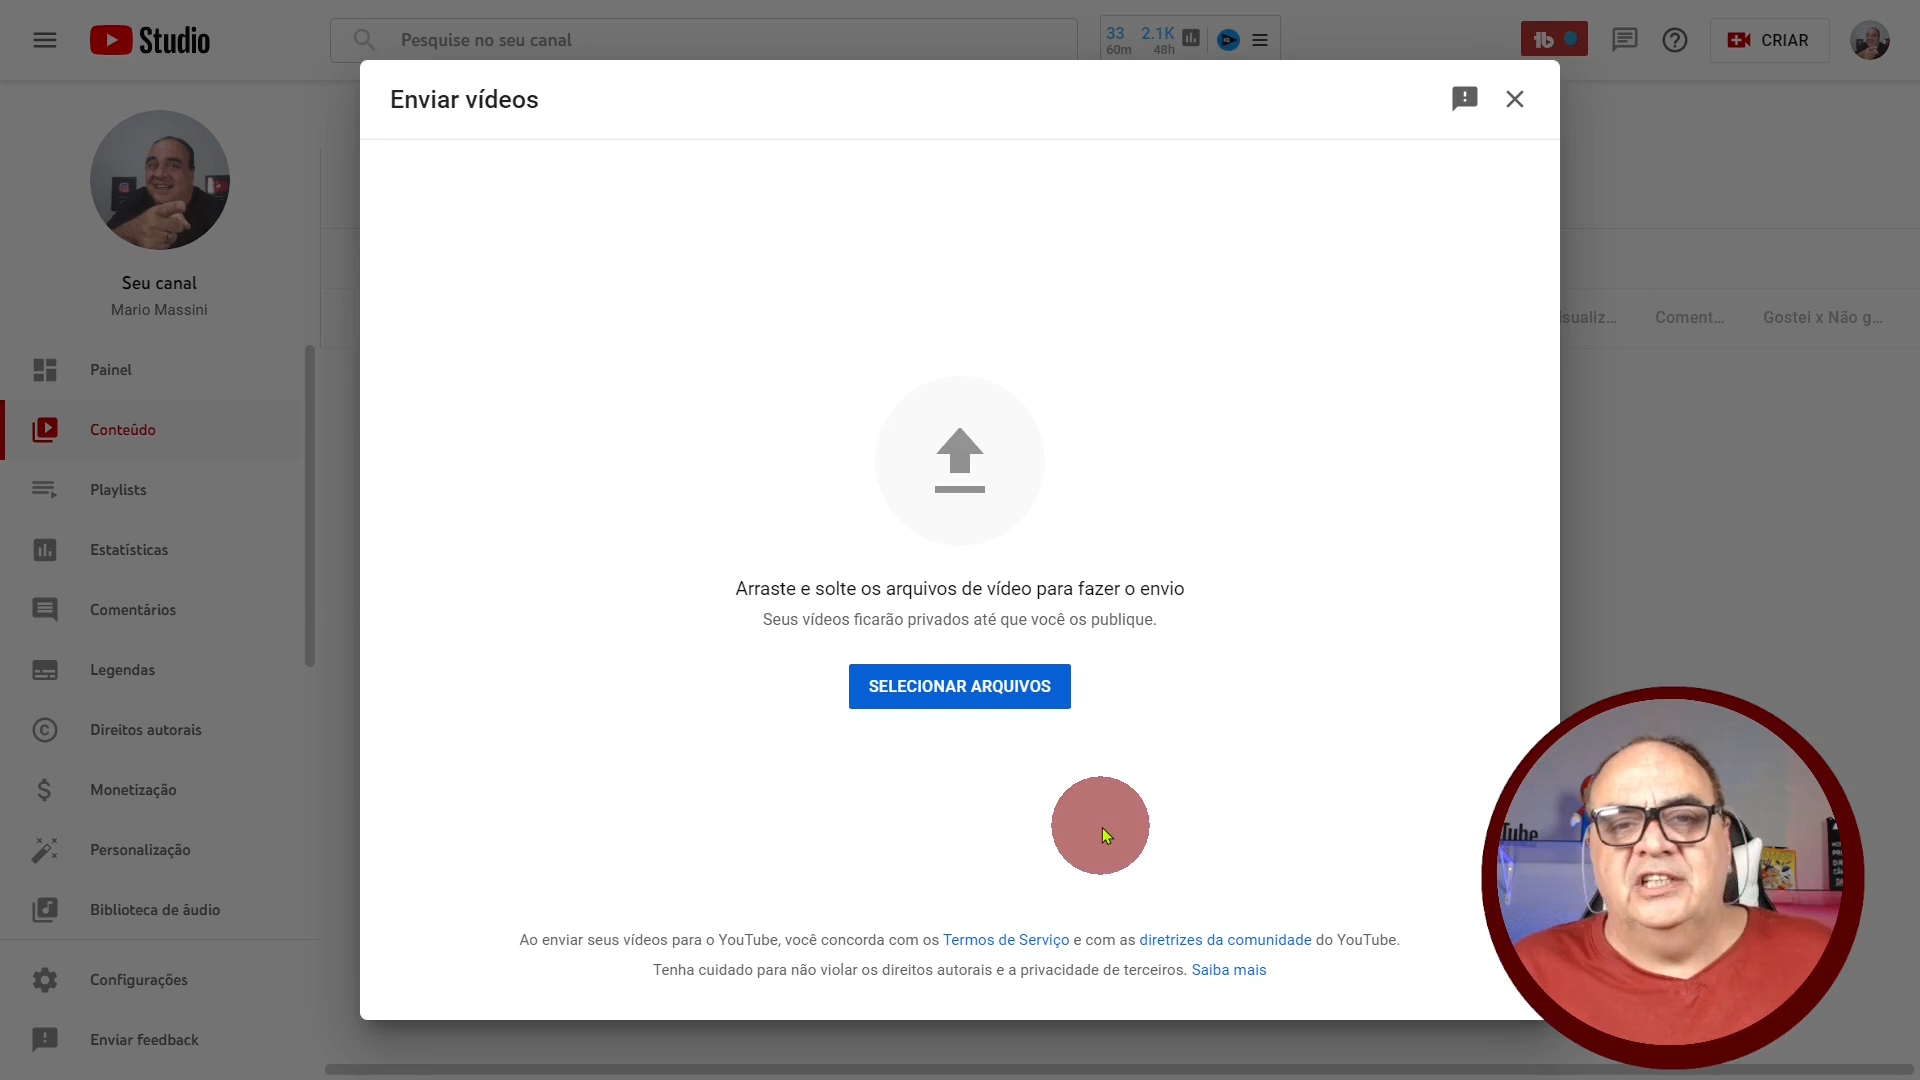 Studio
Pesquise no seu canal
33 2.1K
60m 48h
CRIAR
Enviar vídeos
Seu canal
Mario Massini
Painel
Conteúdo
Playlists
Estatísticas
Comentários
Legendas
Direitos autorais
Monetização
Personalização
Biblioteca de áudio
Configurações
Enviar feedback
sualiz... Coment... Gostei x Não g...
Arraste e solte os arquivos de vídeo para fazer o envio
Seus vídeos ficarão privados até que você os publique.
SELECIONAR ARQUIVOS
Ao enviar seus vídeos para o YouTube, você concorda com os Termos de Serviço e com as diretrizes da comunidade do YouTube.
Tenha cuidado para não violar os direitos autorais e a privacidade de terceiros. Saiba mais
Tube